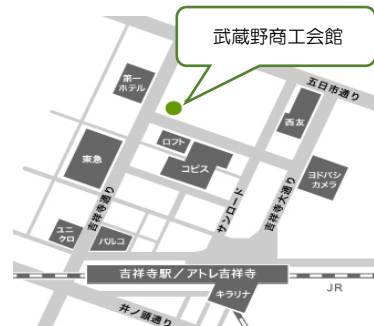 武蔵野商工会館
第一
ホテル
五日市通り
西友
ロフト
コピス
東急
ヨドバシ
カメラ
吉祥寺通り
サンロード
吉祥寺大通り
ユニ
クロ
パルコ
吉祥寺駅／アトレ吉祥寺
JR
キラリナ
井ノ頭通り